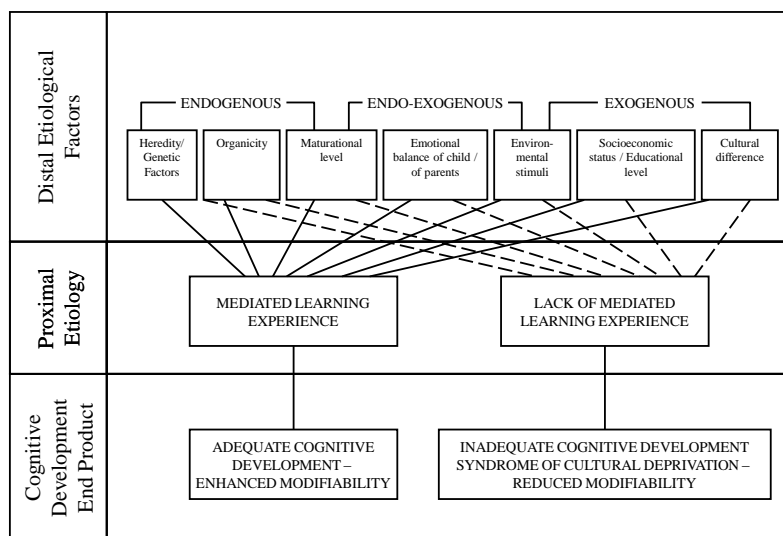 Distal Etiological
Factors
ENDOGENOUS
ENDO-EXOGENOUS
EXOGENOUS
Heredity/
Genetic
Factors
Organicity
Maturational
level
Emotional
balance of child /
of parents
Environ-
mental
stimuli
Socioeconomic
status / Educational
level
Cultural
difference
Proximal
Etiology
MEDIATED LEARNING
EXPERIENCE
LACK OF MEDIATED
LEARNING EXPERIENCE
Cognitive
Development
End Product
ADEQUATE COGNITIVE
DEVELOPMENT –
ENHANCED MODIFIABILITY
INADEQUATE COGNITIVE DEVELOPMENT
SYNDROME OF CULTURAL DEPRIVATION –
REDUCED MODIFIABILITY